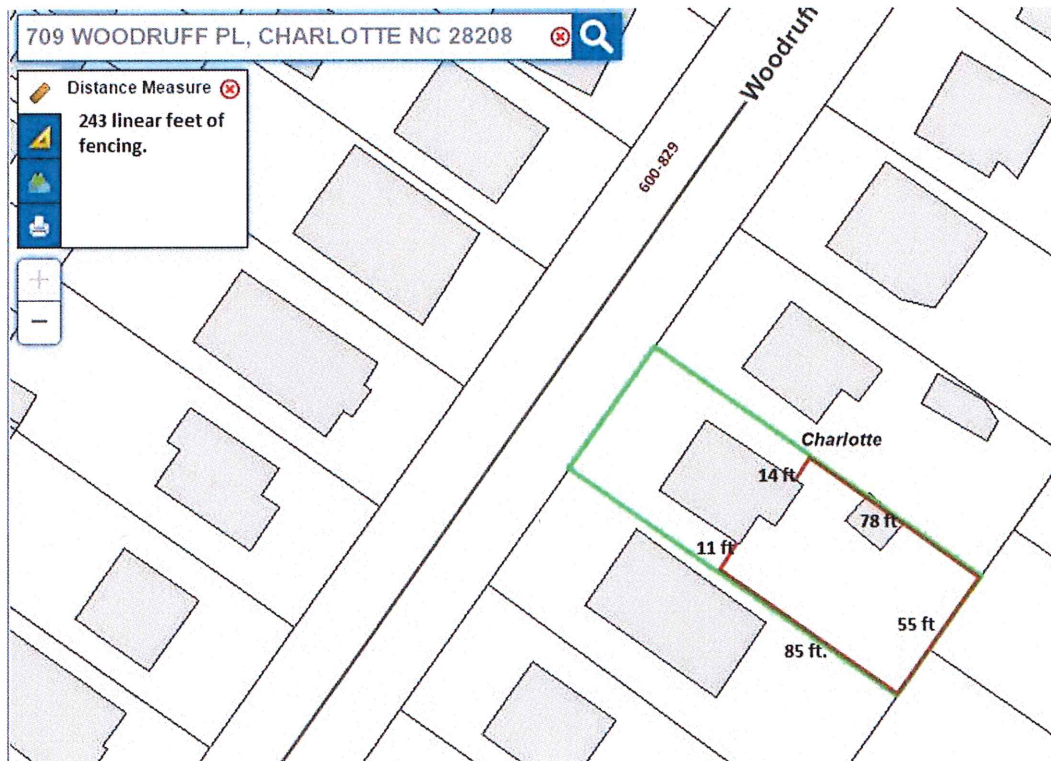 709 WOODRUFF PL, CHARLOTTE NC 28208
Distance Measure
243 linear feet of
fencing.
Woodruff
600-829
Charlotte
14 ft
78 ft
11 ft
55 ft
85 ft.